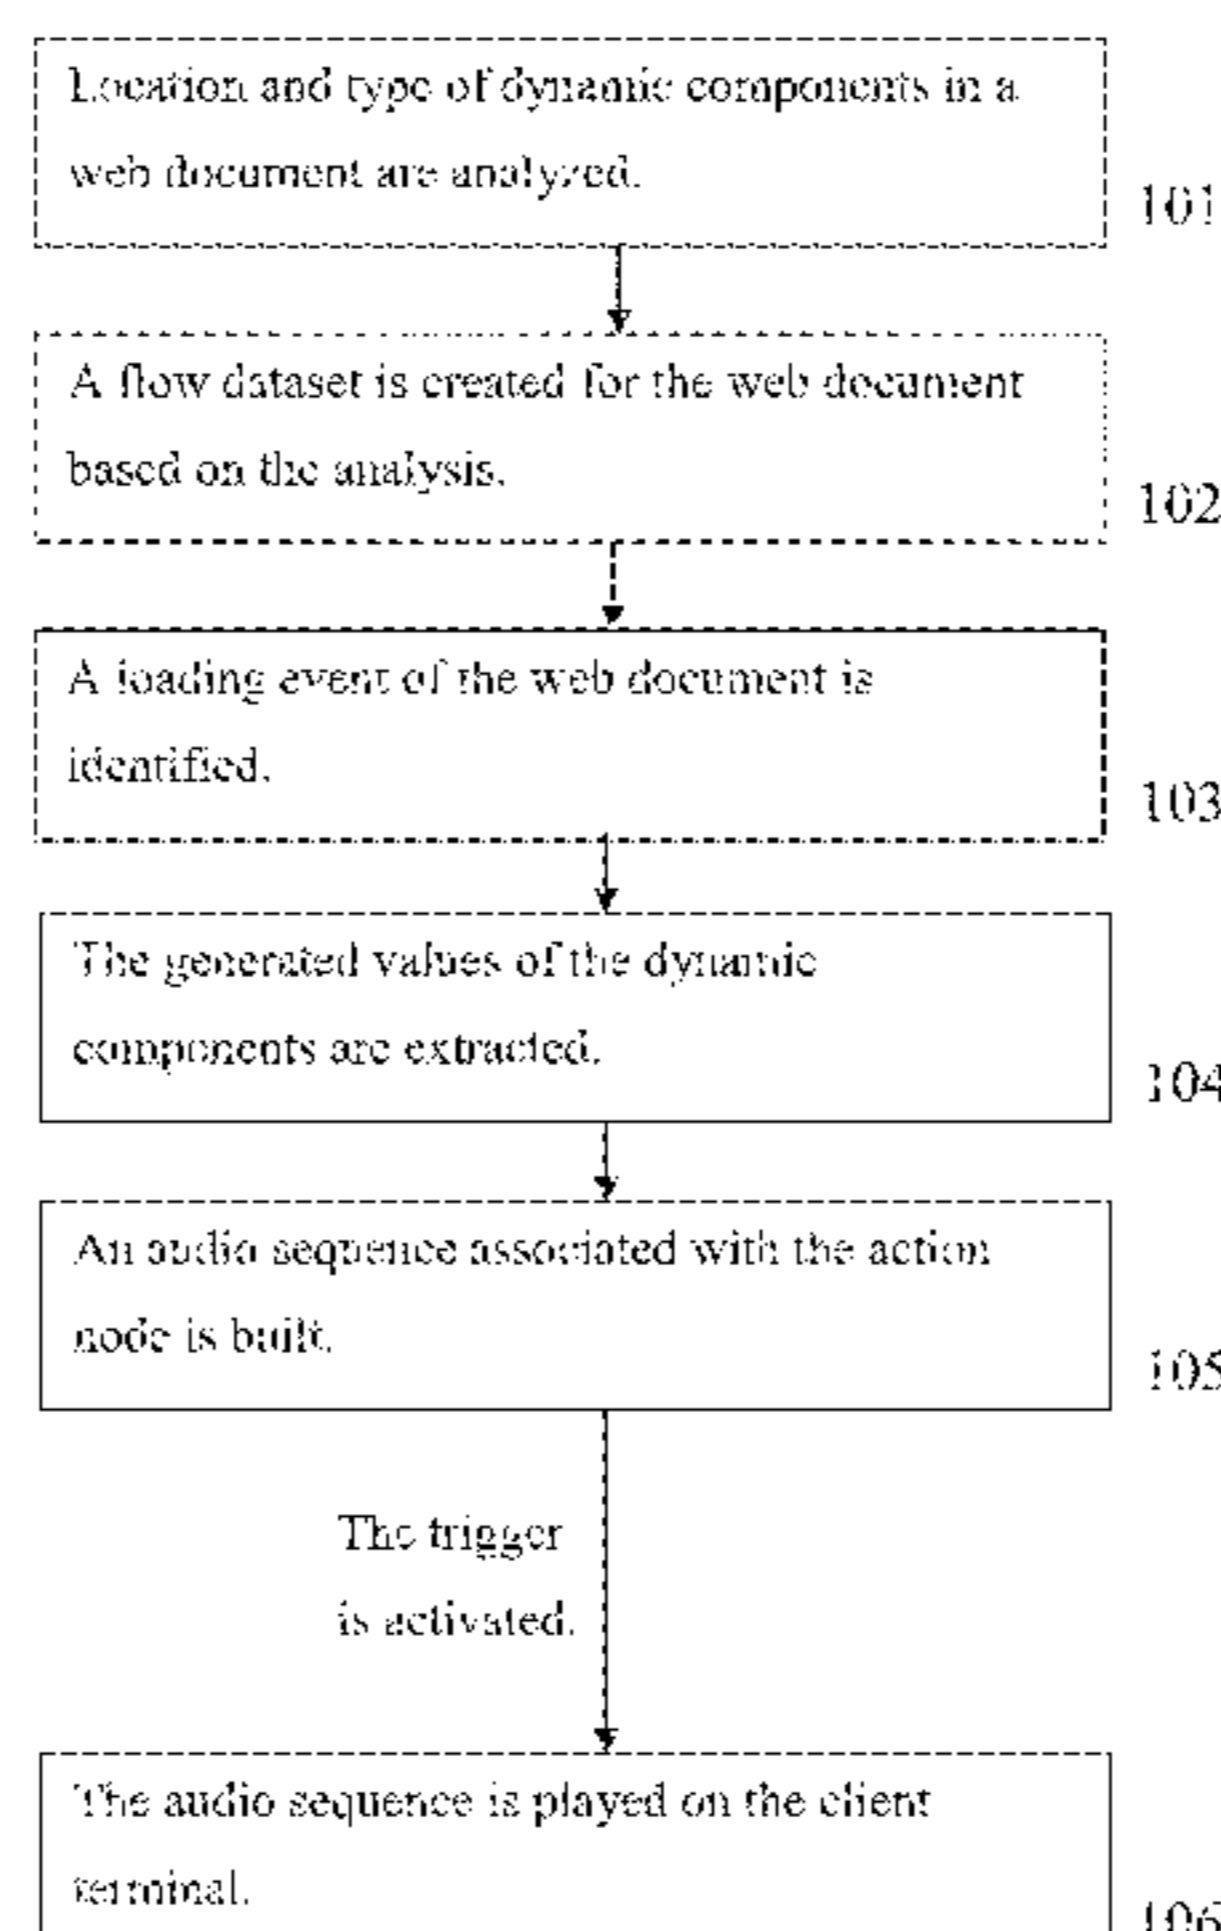 Location and type of dynamic components in a
web document are analyzed.
101
A flow dataset is created for the web document
based on the analysis.
102
A loading event of the web document is
identified.
103
The generated values of the dynamic
components are extracted.
104
An audio sequence associated with the action
node is built.
105
The trigger
is activated.
The audio sequence is played on the client
terminal.
106